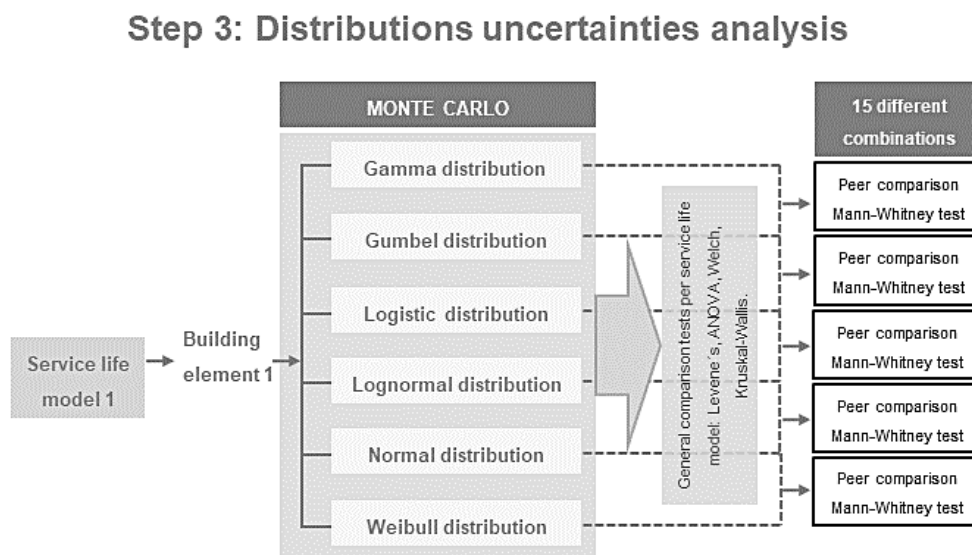 Step 3: Distributions uncertainties analysis
MONTE CARLO
15 different
combinations
Gamma distribution
Gumbel distribution
Logistic distribution
Lognormal distribution
Normal distribution
Weibull distribution
Service life
model 1
Building
element 1
General comparison tests per service life
model: Levene´s, ANOVA, Welch,
Kruskal-Wallis.
Peer comparison
Mann-Whitney test
Peer comparison
Mann-Whitney test
Peer comparison
Mann-Whitney test
Peer comparison
Mann-Whitney test
Peer comparison
Mann-Whitney test